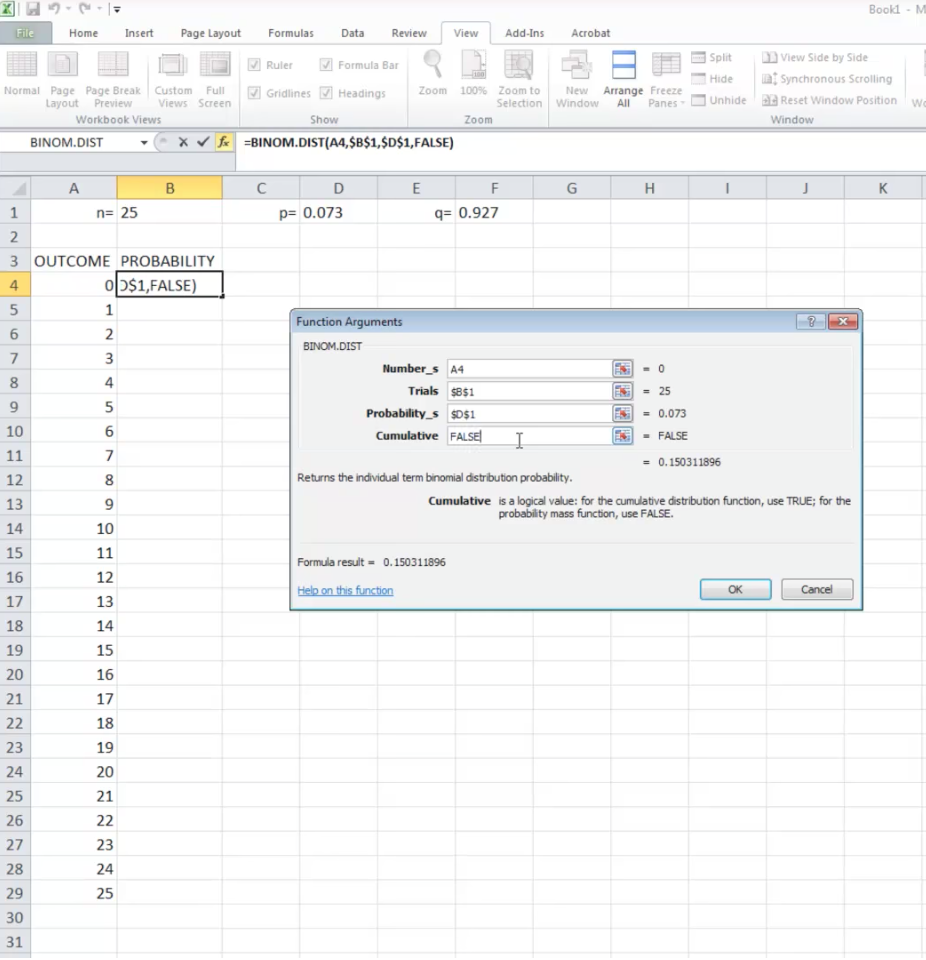 Book1 - M
File Home Insert Page Layout Formulas Data Review View Add-Ins Acrobat
Normal Page Layout Page Break Preview Custom Views Full Screen
Workbook Views
Ruler Formula Bar
Gridlines Headings
Show
Zoom 100% Zoom to Selection
Zoom
New Window Arrange All Freeze Panes
Split View Side by Side
Hide Synchronous Scrolling
Unhide Reset Window Position
Window
BINOM.DIST fx =BINOM.DIST(A4,$B$1,$D$1,FALSE)
A B C D E F G H I J K
1 n= 25 p= 0.073 q= 0.927
2
3 OUTCOME PROBABILITY
4 0 D$1,FALSE)
5 1
6 2
7 3
8 4
9 5
10 6
11 7
12 8
13 9
14 10
15 11
16 12
17 13
18 14
19 15
20 16
21 17
22 18
23 19
24 20
25 21
26 22
27 23
28 24
29 25
30
31
Function Arguments
BINOM.DIST
Number_s A4 = 0
Trials $B$1 = 25
Probability_s $D$1 = 0.073
Cumulative FALSE = FALSE
= 0.150311896
Returns the individual term binomial distribution probability.
Cumulative is a logical value: for the cumulative distribution function, use TRUE; for the
probability mass function, use FALSE.
Formula result = 0.150311896
Help on this function OK Cancel